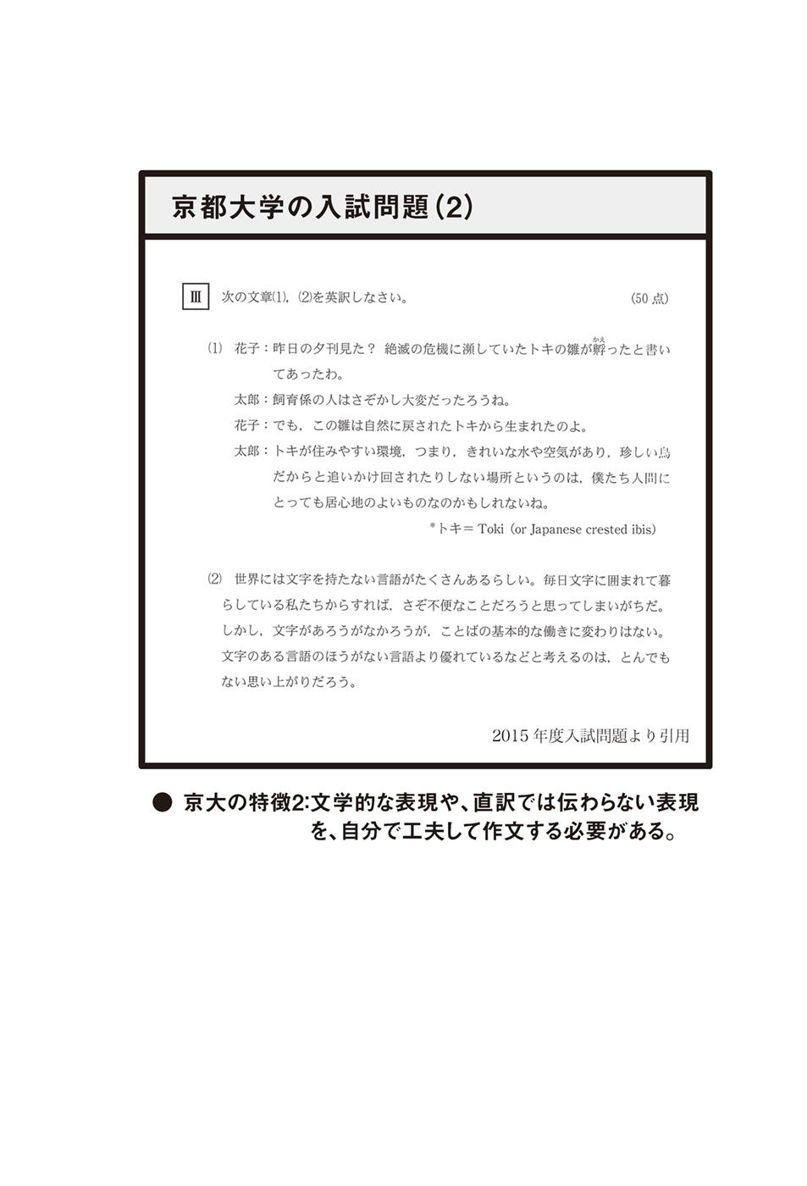 京都大学の入試問題(2)
Ⅲ 次の文章(1)，(2)を英訳しなさい。 (50 点)
(1) 花子：昨日の夕刊見た？ 絶滅の危機に瀕していたトキの雛が孵(かえ)ったと書い
てあったわ。
太郎：飼育係の人はさぞかし大変だったろうね。
花子：でも，この雛は自然に戻されたトキから生まれたのよ。
太郎：トキが住みやすい環境，つまり，きれいな水や空気があり，珍しい鳥
だからと追いかけ回されたりしない場所というのは，僕たち人間に
とっても居心地のよいものなのかもしれないね。
*トキ＝Toki (or Japanese crested ibis)
(2) 世界には文字を持たない言語がたくさんあるらしい。毎日文字に囲まれて暮
らしている私たちからすれば，さぞ不便なことだろうと思ってしまいがちだ。
しかし，文字があろうがなかろうが，ことばの基本的な働きに変わりはない。
文字のある言語のほうがない言語より優れているなどと考えるのは，とんでも
ない思い上がりだろう。
2015 年度入試問題より引用
● 京大の特徴2:文学的な表現や、直訳では伝わらない表現
を、自分で工夫して作文する必要がある。